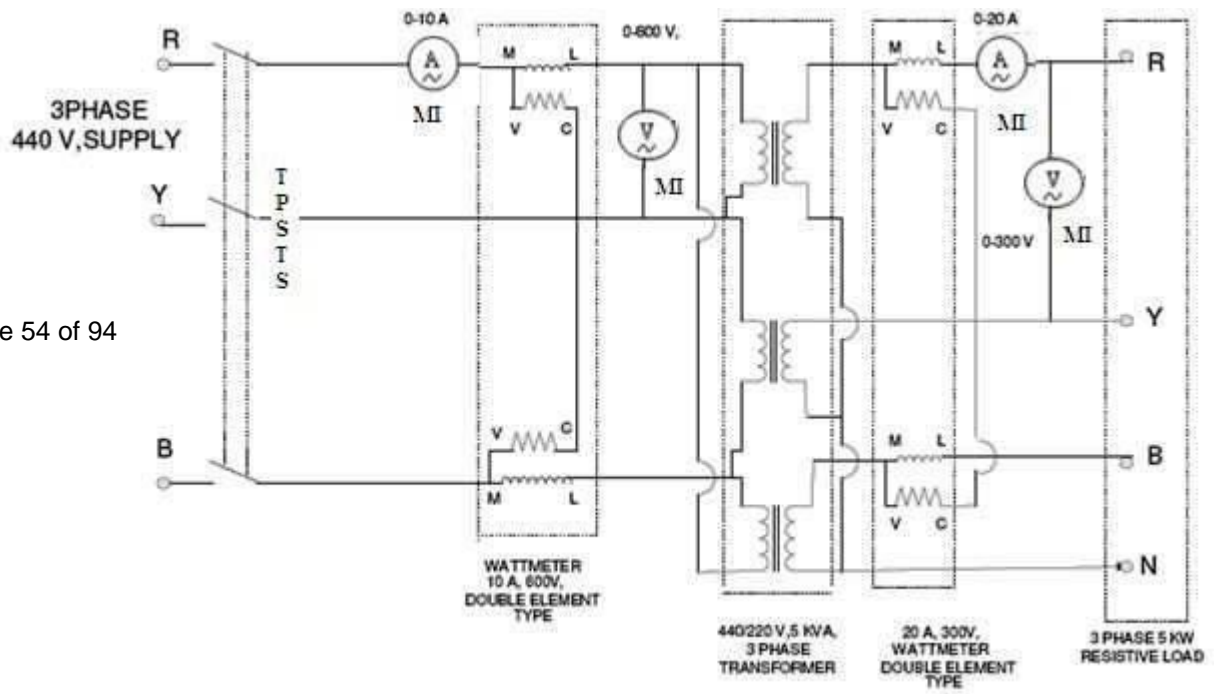 0-10 A
0-600 V,
0-20 A
R
A
M L
V C
M L
A
R
3PHASE
440 V,SUPPLY
MI
V
V C
MI
Y
T
P
S
T
S
MI
V
0-300 V
MI
e 54 of 94
Y
B
V C
M L
M L
B
V C
N
WATTMETER
10 A, 600V,
DOUBLE ELEMENT
TYPE
440/220 V,5 KVA,
3 PHASE
TRANSFORMER
20 A, 300V,
WATTMETER
DOUBLE ELEMENT
TYPE
3 PHASE 5 KW
RESISTIVE LOAD